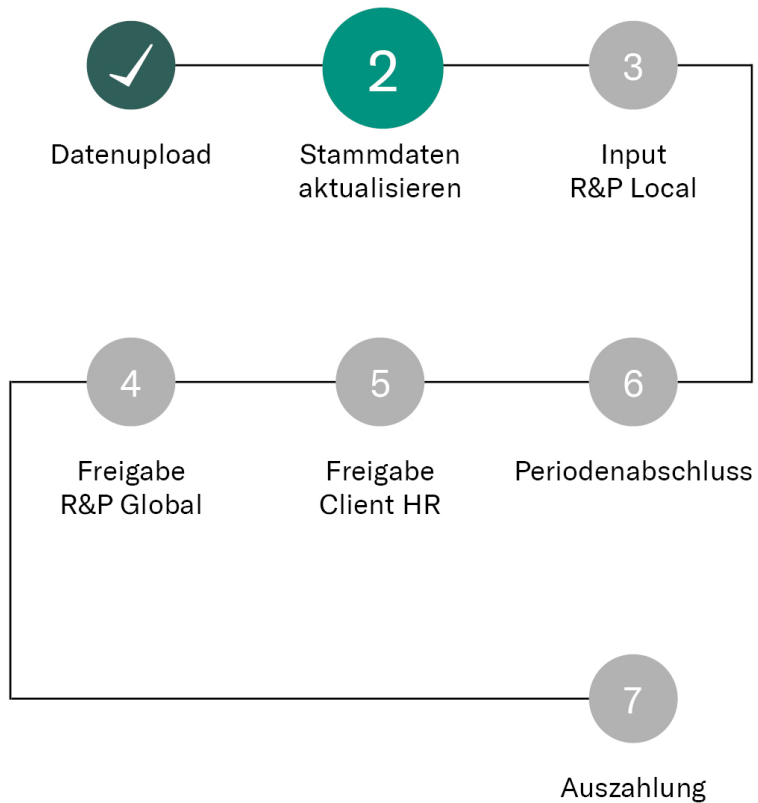 2
3
Datenupload
Stammdaten
aktualisieren
Input
R&P Local
4
5
6
Freigabe
R&P Global
Freigabe
Client HR
Periodenabschluss
7
Auszahlung